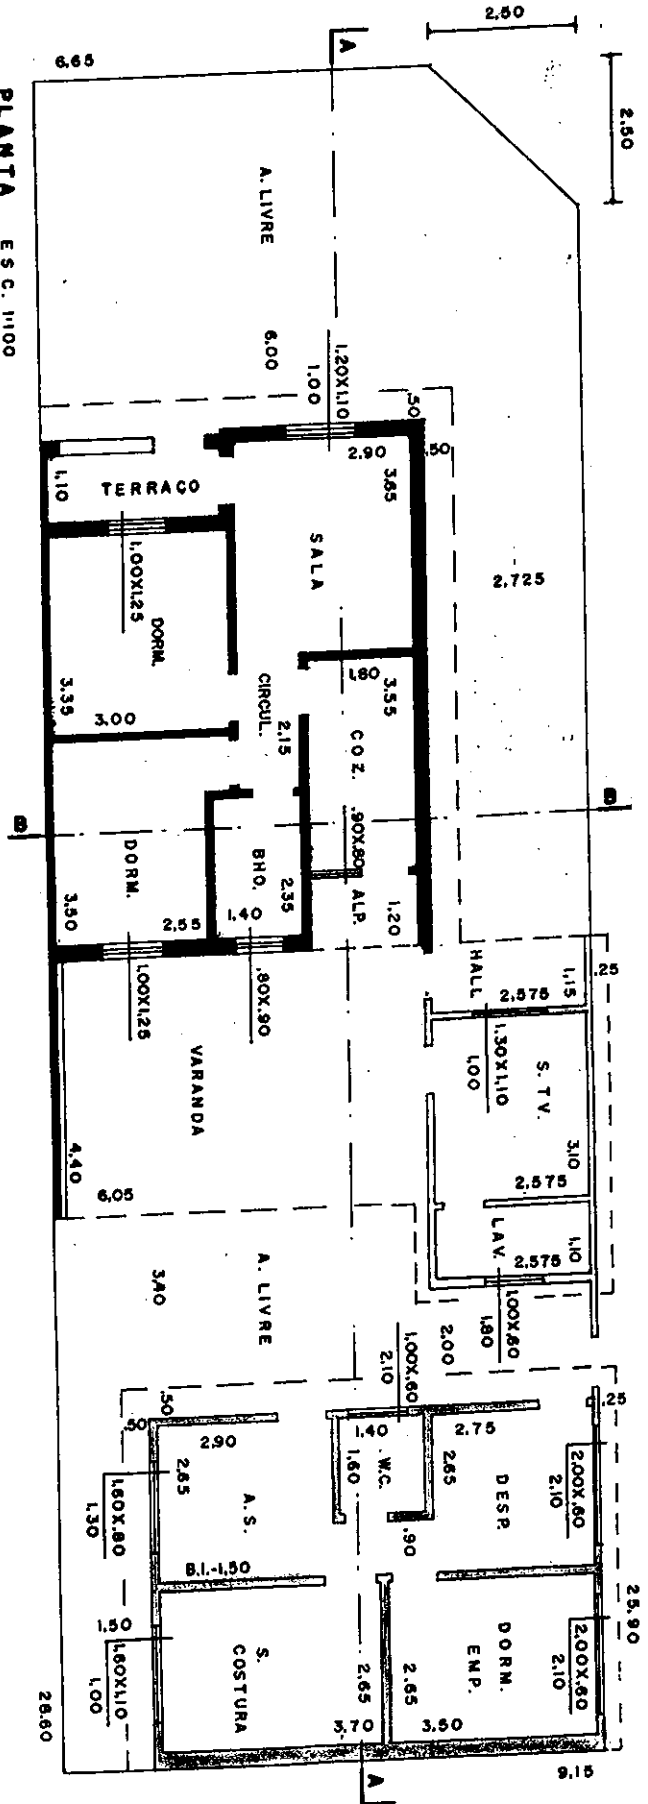 2,50
2,50
6,65
A
PLANTA ESC. 1:100
A. LIVRE
6.00
1.20X1.10
1.00
.50
.50
2.90
3.65
1.10
TERRAÇO
SALA
1.00X1.25
DORM.
3.35
3.00
2,725
1.80
3.55
CIRCUL.
2.15
COZ.
.90X.80
B
B
DORM.
3.50
2.55
BHO.
2.35
1.40
ALP.
1.20
1.00X1.25
.80X.90
HALL
2.575
1.15
.25
1.30X1.10
1.00
S. TV.
3.10
2.575
VARANDA
4.40
6.05
LAV.
1.10
2.575
1.00X.60
1.80
A. LIVRE
3.40
2.00
1.00X.60
2.10
.50
.50
2.90
2.65
1.40
1.60
W.C.
2.75
2.65
DESP.
.25
2.00X.60
2.10
1.60X.80
1.30
A. S.
B.I.-1,50
.90
25.90
1.50
1.60X1.10
1.00
S.
COSTURA
2.65
3.70
2.65
3.50
DORM.
EMP.
2.00X.60
2.10
26.60
A
9.15